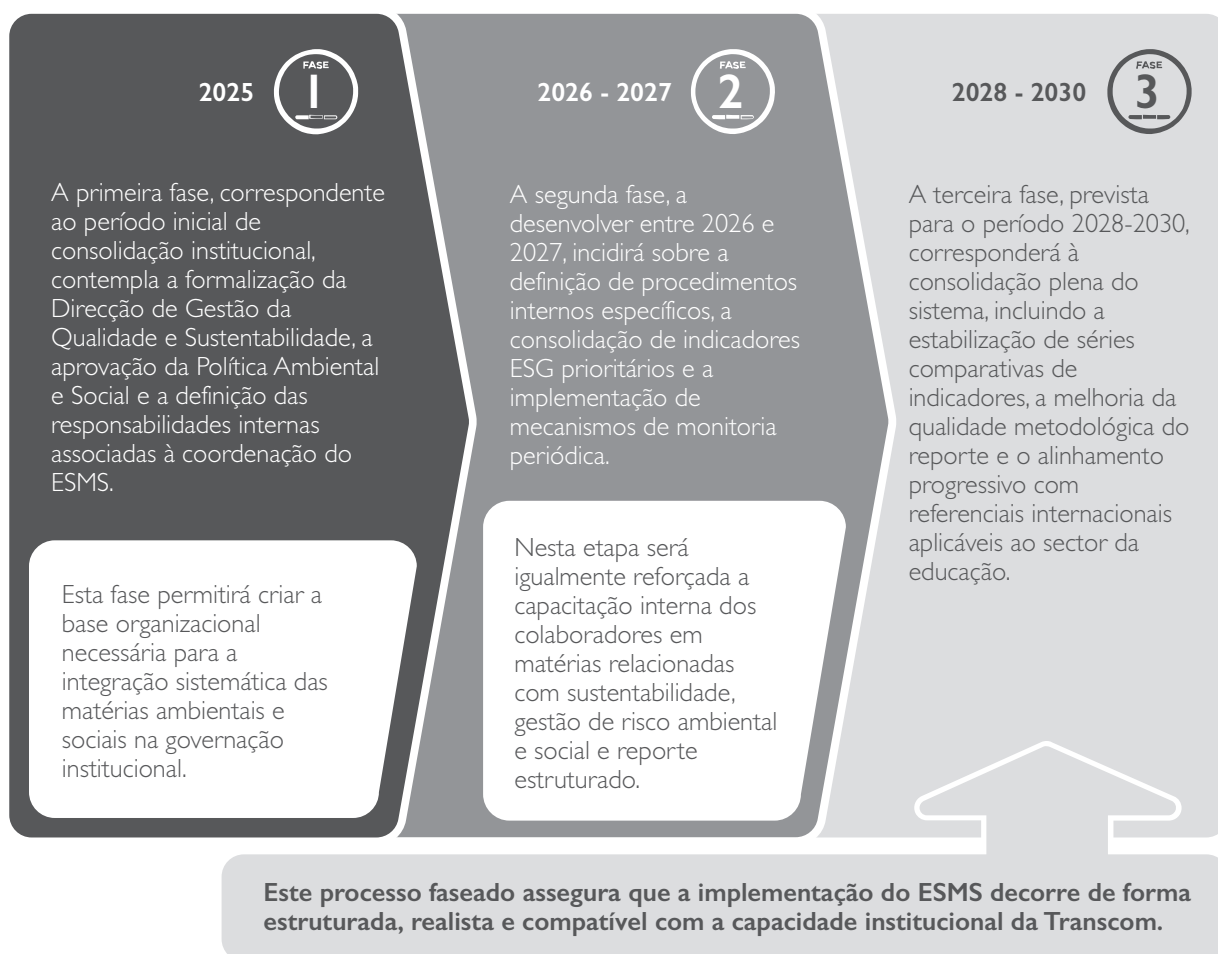 2025
FASE
1
A primeira fase, correspondente
ao período inicial de
consolidação institucional,
contempla a formalização da
Direcção de Gestão da
Qualidade e Sustentabilidade, a
aprovação da Política Ambiental
e Social e a definição das
responsabilidades internas
associadas à coordenação do
ESMS.
Esta fase permitirá criar a
base organizacional
necessária para a
integração sistemática das
matérias ambientais e
sociais na governação
institucional.
2026 - 2027
FASE
2
A segunda fase, a
desenvolver entre 2026 e
2027, incidirá sobre a
definição de procedimentos
internos específicos, a
consolidação de indicadores
ESG prioritários e a
implementação de
mecanismos de monitoria
periódica.
Nesta etapa será
igualmente reforçada a
capacitação interna dos
colaboradores em
matérias relacionadas
com sustentabilidade,
gestão de risco ambiental
e social e reporte
estruturado.
2028 - 2030
FASE
3
A terceira fase, prevista
para o período 2028-2030,
corresponderá à
consolidação plena do
sistema, incluindo a
estabilização de séries
comparativas de
indicadores, a melhoria da
qualidade metodológica do
reporte e o alinhamento
progressivo com
referenciais internacionais
aplicáveis ao sector da
educação.
Este processo faseado assegura que a implementação do ESMS decorre de forma
estruturada, realista e compatível com a capacidade institucional da Transcom.